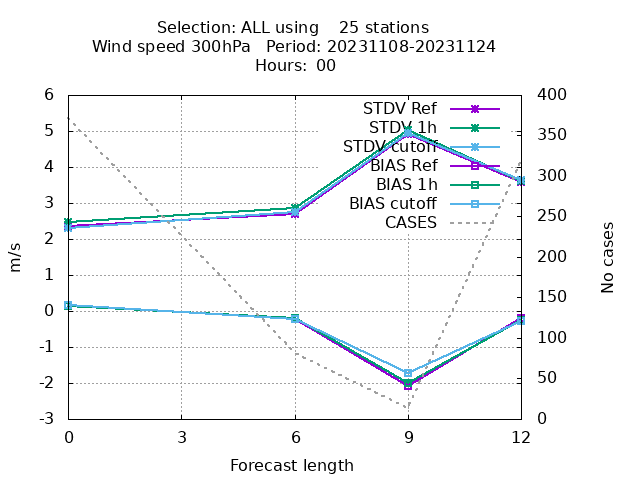 Selection: ALL using    25 stations
Wind speed 300hPa   Period: 20231108-20231124
Hours:  00
6
5
4
3
2
1
0
-1
-2
-3
m/s
STDV Ref
STDV 1h
STDV cutoff
BIAS Ref
BIAS 1h
BIAS cutoff
CASES
400
350
300
250
200
150
100
50
0
No cases
0 3 6 9 12
Forecast length